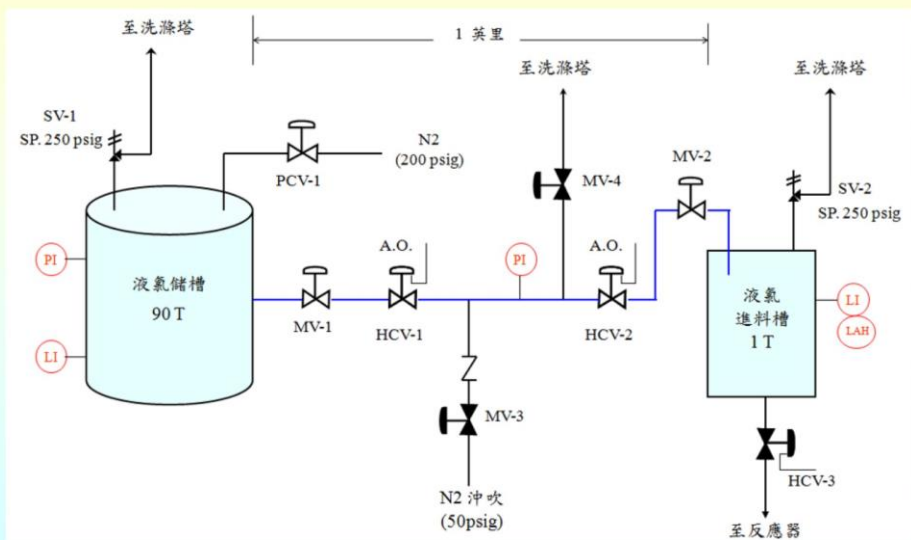 1 英里
至洗滌塔
至洗滌塔
至洗滌塔
SV-1
SP. 250 psig
N2
(200 psig)
PCV-1
MV-4
MV-2
SV-2
SP. 250 psig
PI
液氯儲槽
90 T
LI
A.O.
PI
A.O.
MV-1
HCV-1
HCV-2
液氯
進料槽
1 T
LI
LAH
MV-3
HCV-3
N2 沖吹
(50psig)
至反應器